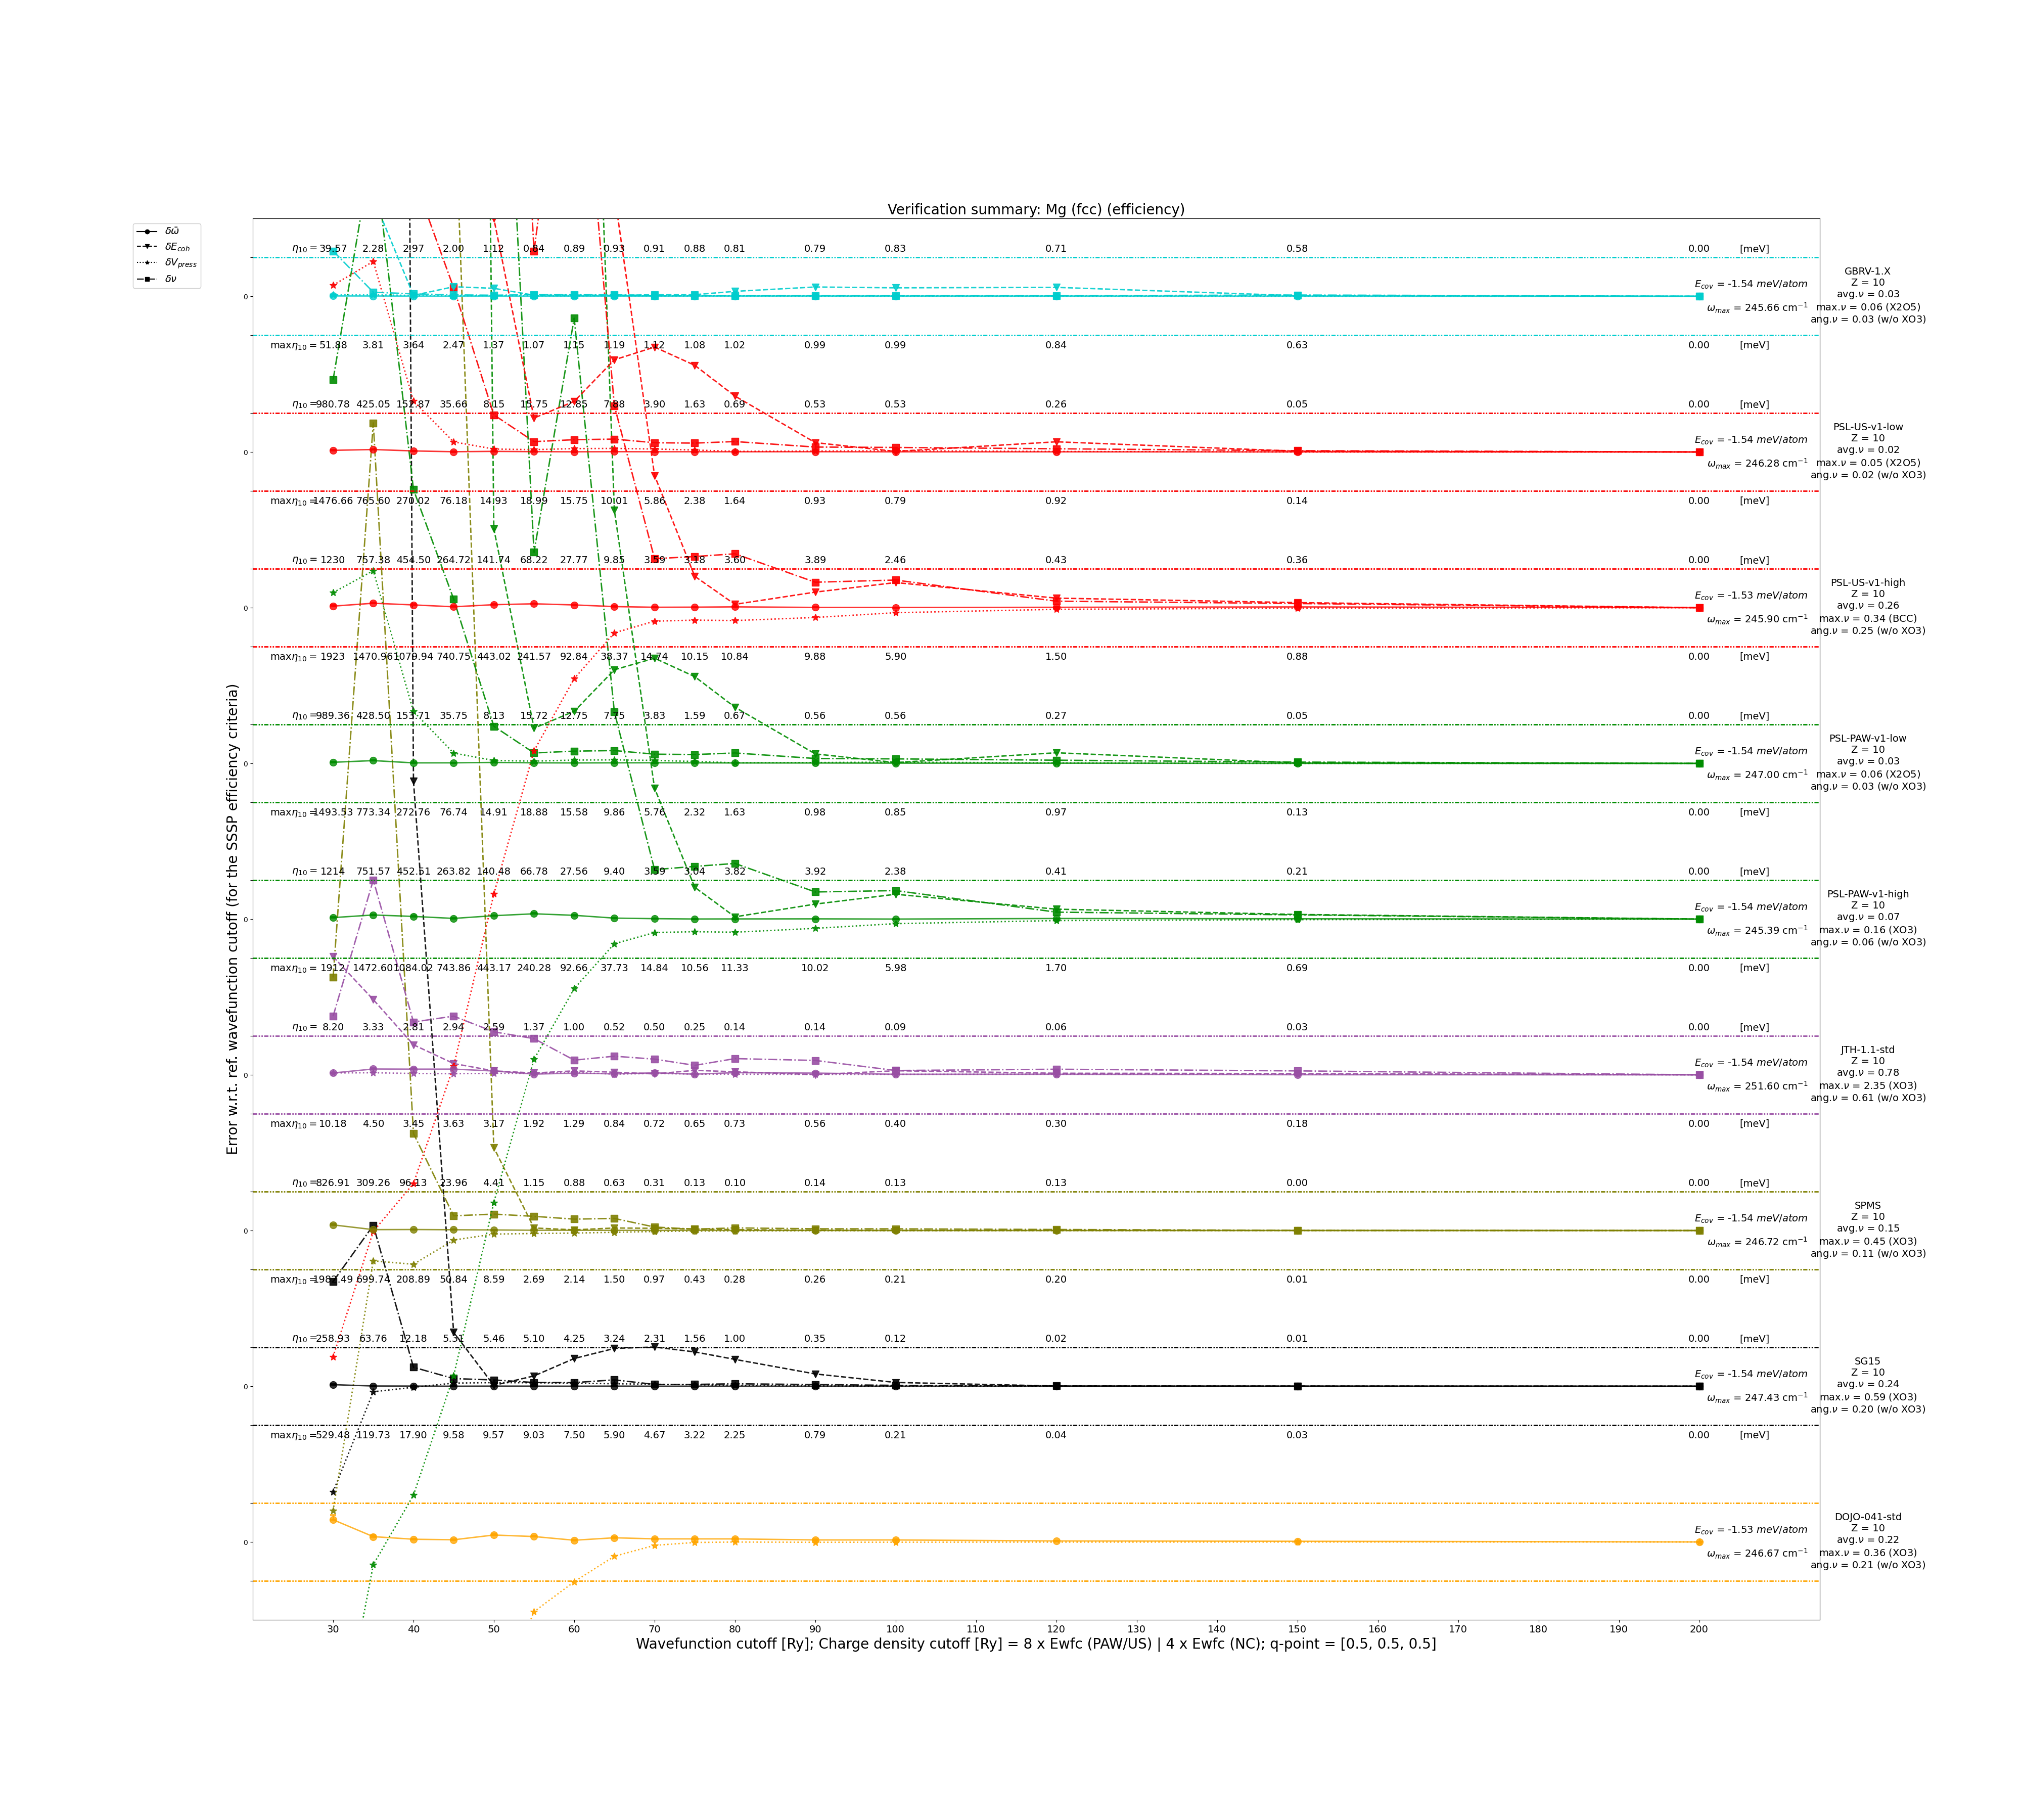 Verification summary: Mg (fcc) (efficiency)
δω̄
δE_coh
δV_press
δν
Error w.r.t. ref. wavefunction cutoff (for the SSSP efficiency criteria)
η₁₀ = 39.57 2.28 2.97 2.00 1.12 0.84 0.89 0.93 0.91 0.88 0.81 0.79 0.83 0.71 0.58 0.00 [meV]
0
E_cov = -1.54 meV/atom
ω_max = 245.66 cm⁻¹
GBRV-1.X
Z = 10
avg.ν = 0.03
max.ν = 0.06 (X2O5)
ang.ν = 0.03 (w/o XO3)
maxη₁₀ = 51.88 3.81 3.64 2.47 1.37 1.07 1.15 1.19 1.12 1.08 1.02 0.99 0.99 0.84 0.63 0.00 [meV]
η₁₀ = 980.78 425.05 152.87 35.66 8.15 15.75 12.85 7.88 3.90 1.63 0.69 0.53 0.53 0.26 0.05 0.00 [meV]
0
E_cov = -1.54 meV/atom
ω_max = 246.28 cm⁻¹
PSL-US-v1-low
Z = 10
avg.ν = 0.02
max.ν = 0.05 (X2O5)
ang.ν = 0.02 (w/o XO3)
maxη₁₀ = 1476.66 765.60 270.02 76.18 14.93 18.99 15.75 10.01 5.86 2.38 1.64 0.93 0.79 0.92 0.14 0.00 [meV]
η₁₀ = 1230 757.38 454.50 264.72 141.74 68.22 27.77 9.85 3.59 3.18 3.60 3.89 2.46 0.43 0.36 0.00 [meV]
0
E_cov = -1.53 meV/atom
ω_max = 245.90 cm⁻¹
PSL-US-v1-high
Z = 10
avg.ν = 0.26
max.ν = 0.34 (BCC)
ang.ν = 0.25 (w/o XO3)
maxη₁₀ = 1923 1470.96 1079.94 740.75 443.02 241.57 92.84 38.37 14.74 10.15 10.84 9.88 5.90 1.50 0.88 0.00 [meV]
η₁₀ = 989.36 428.50 153.71 35.75 8.13 15.72 12.75 7.75 3.83 1.59 0.67 0.56 0.56 0.27 0.05 0.00 [meV]
0
E_cov = -1.54 meV/atom
ω_max = 247.00 cm⁻¹
PSL-PAW-v1-low
Z = 10
avg.ν = 0.03
max.ν = 0.06 (X2O5)
ang.ν = 0.03 (w/o XO3)
maxη₁₀ = 1493.53 773.34 272.76 76.74 14.91 18.88 15.58 9.86 5.76 2.32 1.63 0.98 0.85 0.97 0.13 0.00 [meV]
η₁₀ = 1214 751.57 452.51 263.82 140.48 66.78 27.56 9.40 3.59 3.04 3.82 3.92 2.38 0.41 0.21 0.00 [meV]
0
E_cov = -1.54 meV/atom
ω_max = 245.39 cm⁻¹
PSL-PAW-v1-high
Z = 10
avg.ν = 0.07
max.ν = 0.16 (XO3)
ang.ν = 0.06 (w/o XO3)
maxη₁₀ = 1912 1472.60 1084.02 743.86 443.17 240.28 92.66 37.73 14.84 10.56 11.33 10.02 5.98 1.70 0.69 0.00 [meV]
η₁₀ = 8.20 3.33 2.81 2.94 2.59 1.37 1.00 0.52 0.50 0.25 0.14 0.14 0.09 0.06 0.03 0.00 [meV]
0
E_cov = -1.54 meV/atom
ω_max = 251.60 cm⁻¹
JTH-1.1-std
Z = 10
avg.ν = 0.78
max.ν = 2.35 (XO3)
ang.ν = 0.61 (w/o XO3)
maxη₁₀ = 10.18 4.50 3.45 3.63 3.17 1.92 1.29 0.84 0.72 0.65 0.73 0.56 0.40 0.30 0.18 0.00 [meV]
η₁₀ = 826.91 309.26 96.13 23.96 4.41 1.15 0.88 0.63 0.31 0.13 0.10 0.14 0.13 0.13 0.00 0.00 [meV]
0
E_cov = -1.54 meV/atom
ω_max = 246.72 cm⁻¹
SPMS
Z = 10
avg.ν = 0.15
max.ν = 0.45 (XO3)
ang.ν = 0.11 (w/o XO3)
maxη₁₀ = 699.74 208.89 50.84 8.59 2.69 2.14 1.50 0.97 0.43 0.28 0.26 0.21 0.20 0.01 0.00 [meV]
η₁₀ = 258.93 63.76 12.18 5.31 5.46 5.10 4.25 3.24 2.31 1.56 1.00 0.35 0.12 0.02 0.01 0.00 [meV]
0
E_cov = -1.54 meV/atom
ω_max = 247.43 cm⁻¹
SG15
Z = 10
avg.ν = 0.24
max.ν = 0.59 (XO3)
ang.ν = 0.20 (w/o XO3)
maxη₁₀ = 529.48 119.73 17.90 9.58 9.57 9.03 7.50 5.90 4.67 3.22 2.25 0.79 0.21 0.04 0.03 0.00 [meV]
0
E_cov = -1.53 meV/atom
ω_max = 246.67 cm⁻¹
DOJO-041-std
Z = 10
avg.ν = 0.22
max.ν = 0.36 (XO3)
ang.ν = 0.21 (w/o XO3)
30 40 50 60 70 80 90 100 110 120 130 140 150 160 170 180 190 200
Wavefunction cutoff [Ry]; Charge density cutoff [Ry] = 8 x Ewfc (PAW/US) | 4 x Ewfc (NC); q-point = [0.5, 0.5, 0.5]